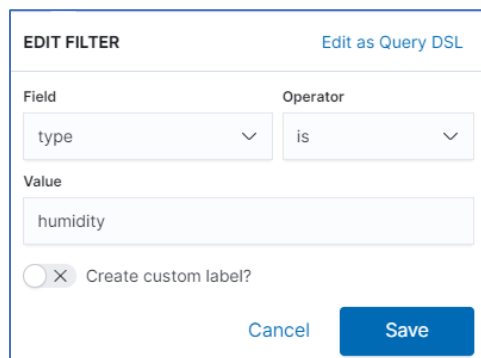 EDIT FILTER Edit as Query DSL
Field Operator
type is
Value
humidity
Create custom label?
Cancel Save